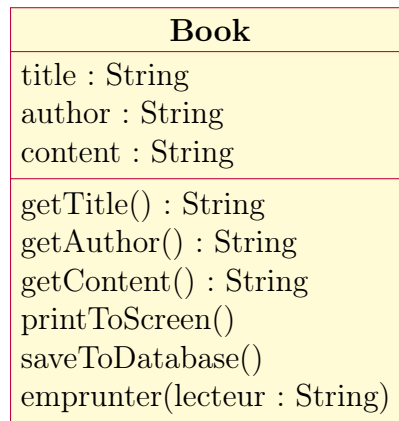 Book
title : String
author : String
content : String
getTitle() : String
getAuthor() : String
getContent() : String
printToScreen()
saveToDatabase()
emprunter(lecteur : String)